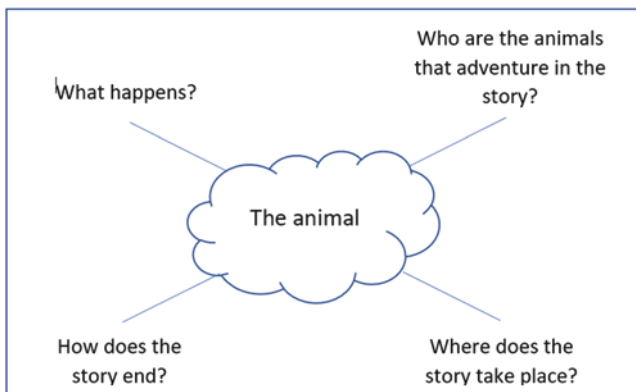 Who are the animals
that adventure in the
story?
What happens?
The animal
How does the
story end?
Where does the
story take place?